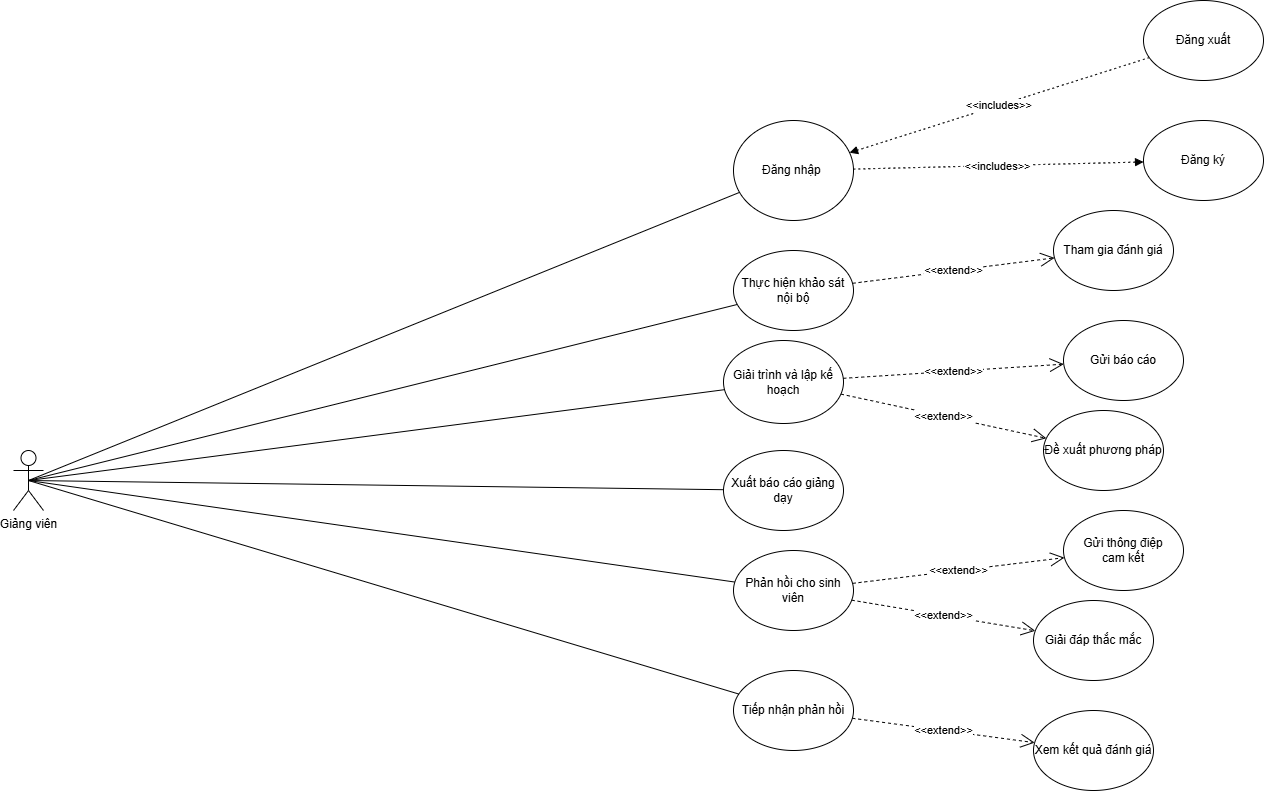 Đăng xuất
<<includes>>
Đăng nhập
<<includes>>
Đăng ký
Thực hiện khảo sát
nội bộ
<<extend>>
Tham gia đánh giá
Giải trình và lập kế
hoạch
<<extend>>
Gửi báo cáo
<<extend>>
Đề xuất phương pháp
Giảng viên
Xuất báo cáo giảng
dạy
Phản hồi cho sinh
viên
<<extend>>
Gửi thông điệp
cam kết
<<extend>>
Giải đáp thắc mắc
Tiếp nhận phản hồi
<<extend>>
Xem kết quả đánh giá